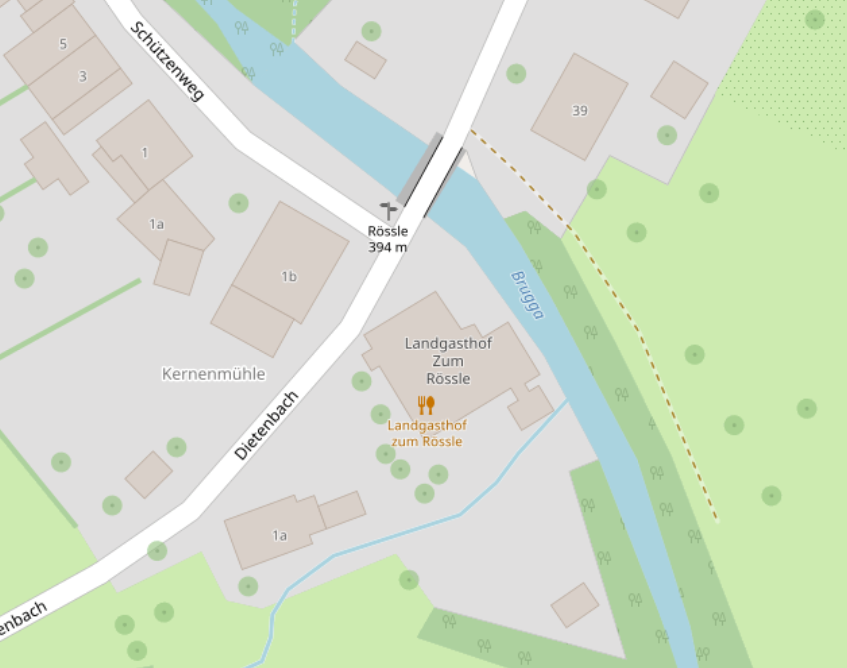 Schützenweg
5
3
39
1
1a
Rössle
394 m
1b
Brugga
Landgasthof
Zum
Rössle
Kernenmühle
Landgasthof
zum Rössle
Dietenbach
1a
enbach